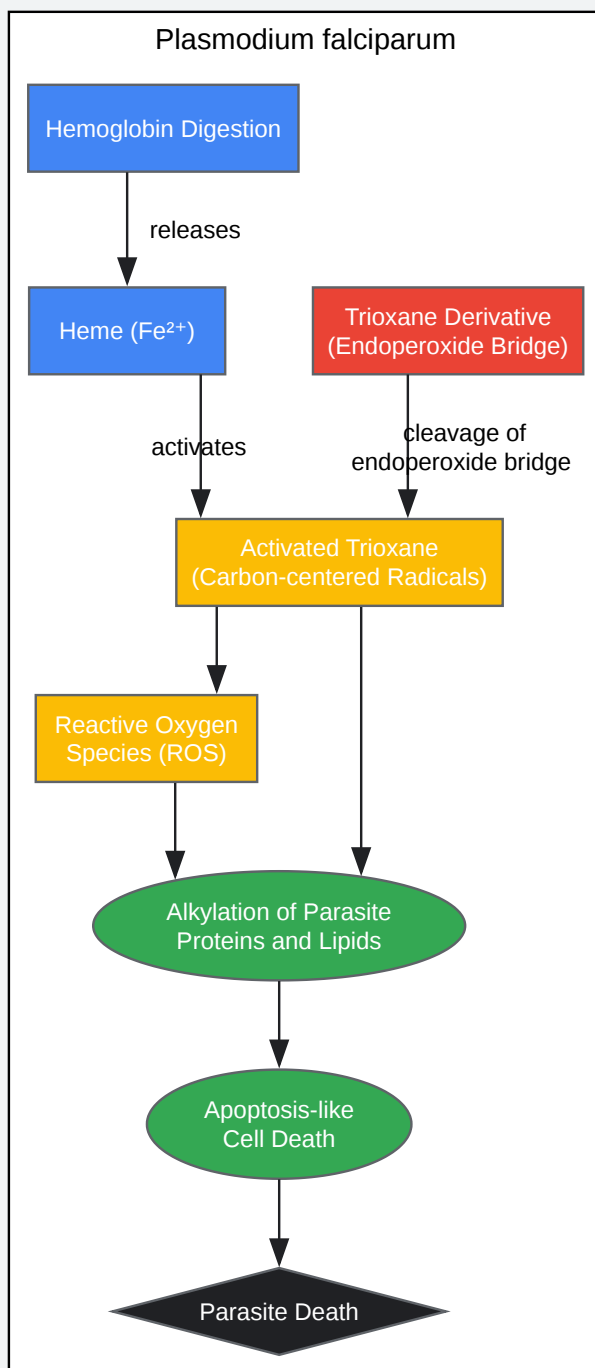 Plasmodium falciparum
Hemoglobin Digestion
releases
Heme (Fe²⁺)
Trioxane Derivative
(Endoperoxide Bridge)
activates
cleavage of
endoperoxide bridge
Activated Trioxane
(Carbon-centered Radicals)
Reactive Oxygen
Species (ROS)
Alkylation of Parasite
Proteins and Lipids
Apoptosis-like
Cell Death
Parasite Death